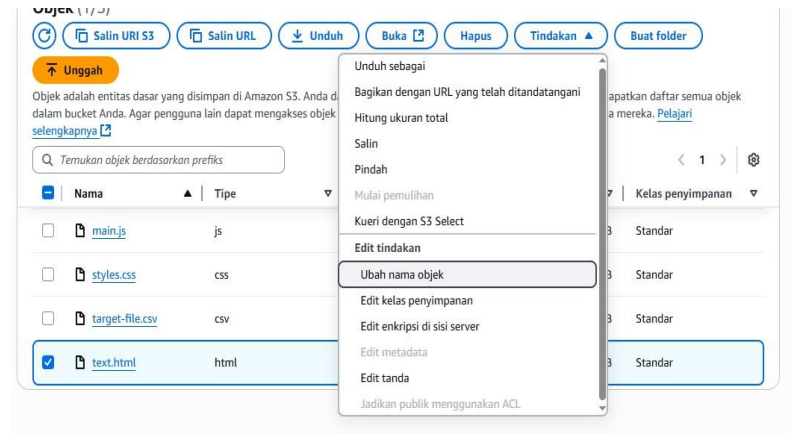 Objek (1/5)
Salin URI S3 Salin URL Unduh Buka Hapus Tindakan Buat folder
Unggah
Objek adalah entitas dasar yang disimpan di Amazon S3. Anda
dalam bucket Anda. Agar pengguna lain dapat mengakses objek
selengkapnya
apatkan daftar semua objek
a mereka. Pelajari
Temukan objek berdasarkan prefiks
1
Nama Tipe Kelas penyimpanan
main.js js Standar
styles.css css Standar
target-file.csv csv Standar
text.html html Standar
Unduh sebagai
Bagikan dengan URL yang telah ditandatangani
Hitung ukuran total
Salin
Pindah
Mulai pemulihan
Kueri dengan S3 Select
Edit tindakan
Ubah nama objek
Edit kelas penyimpanan
Edit enkripsi di sisi server
Edit metadata
Edit tanda
Jadikan publik menggunakan ACL